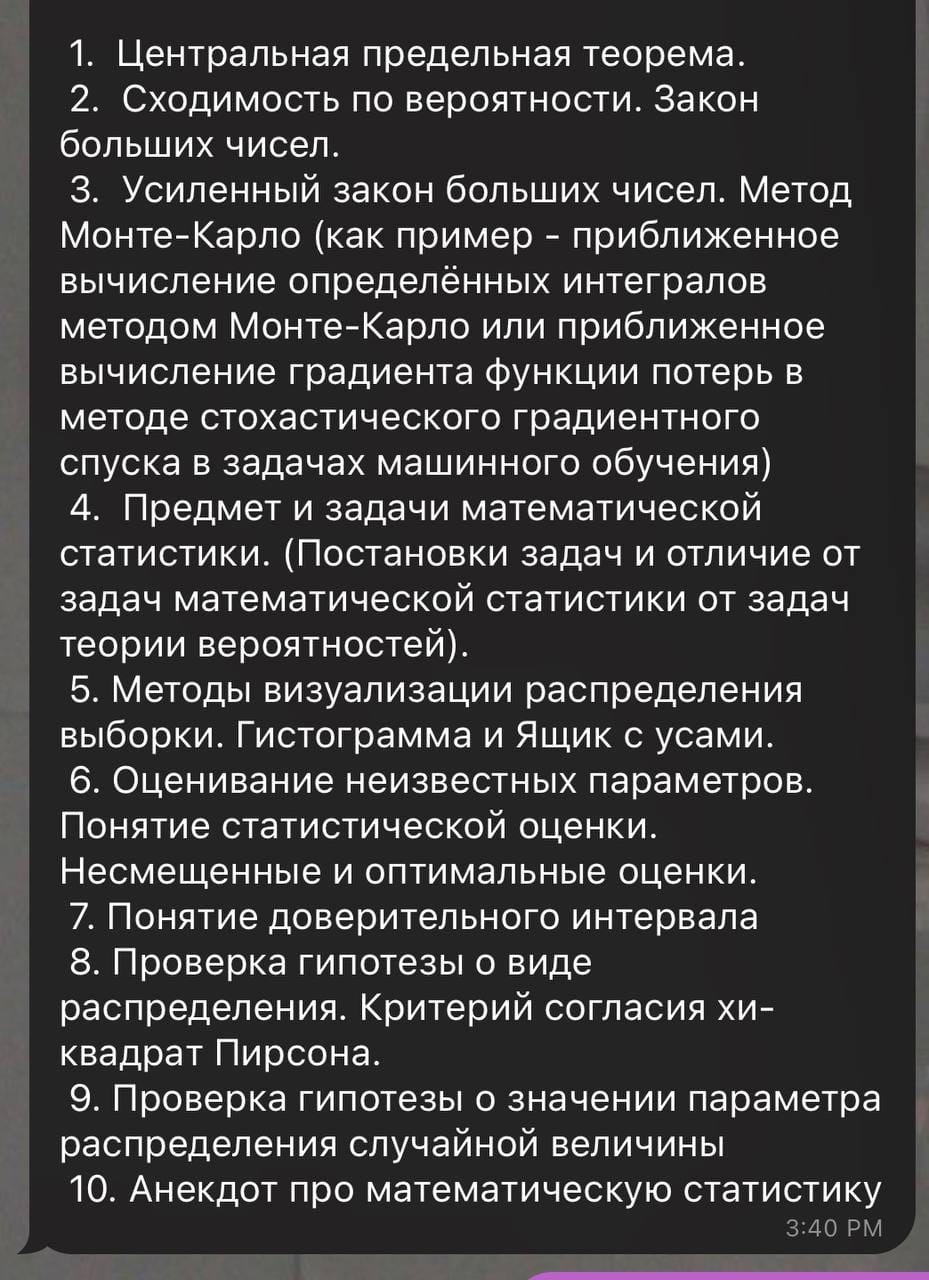 1. Центральная предельная теорема.
2. Сходимость по вероятности. Закон
больших чисел.
3. Усиленный закон больших чисел. Метод
Монте-Карло (как пример - приближенное
вычисление определённых интегралов
методом Монте-Карло или приближенное
вычисление градиента функции потерь в
методе стохастического градиентного
спуска в задачах машинного обучения)
4. Предмет и задачи математической
статистики. (Постановки задач и отличие от
задач математической статистики от задач
теории вероятностей).
5. Методы визуализации распределения
выборки. Гистограмма и Ящик с усами.
6. Оценивание неизвестных параметров.
Понятие статистической оценки.
Несмещенные и оптимальные оценки.
7. Понятие доверительного интервала
8. Проверка гипотезы о виде
распределения. Критерий согласия хи-
квадрат Пирсона.
9. Проверка гипотезы о значении параметра
распределения случайной величины
10. Анекдот про математическую статистику
3:40 PM